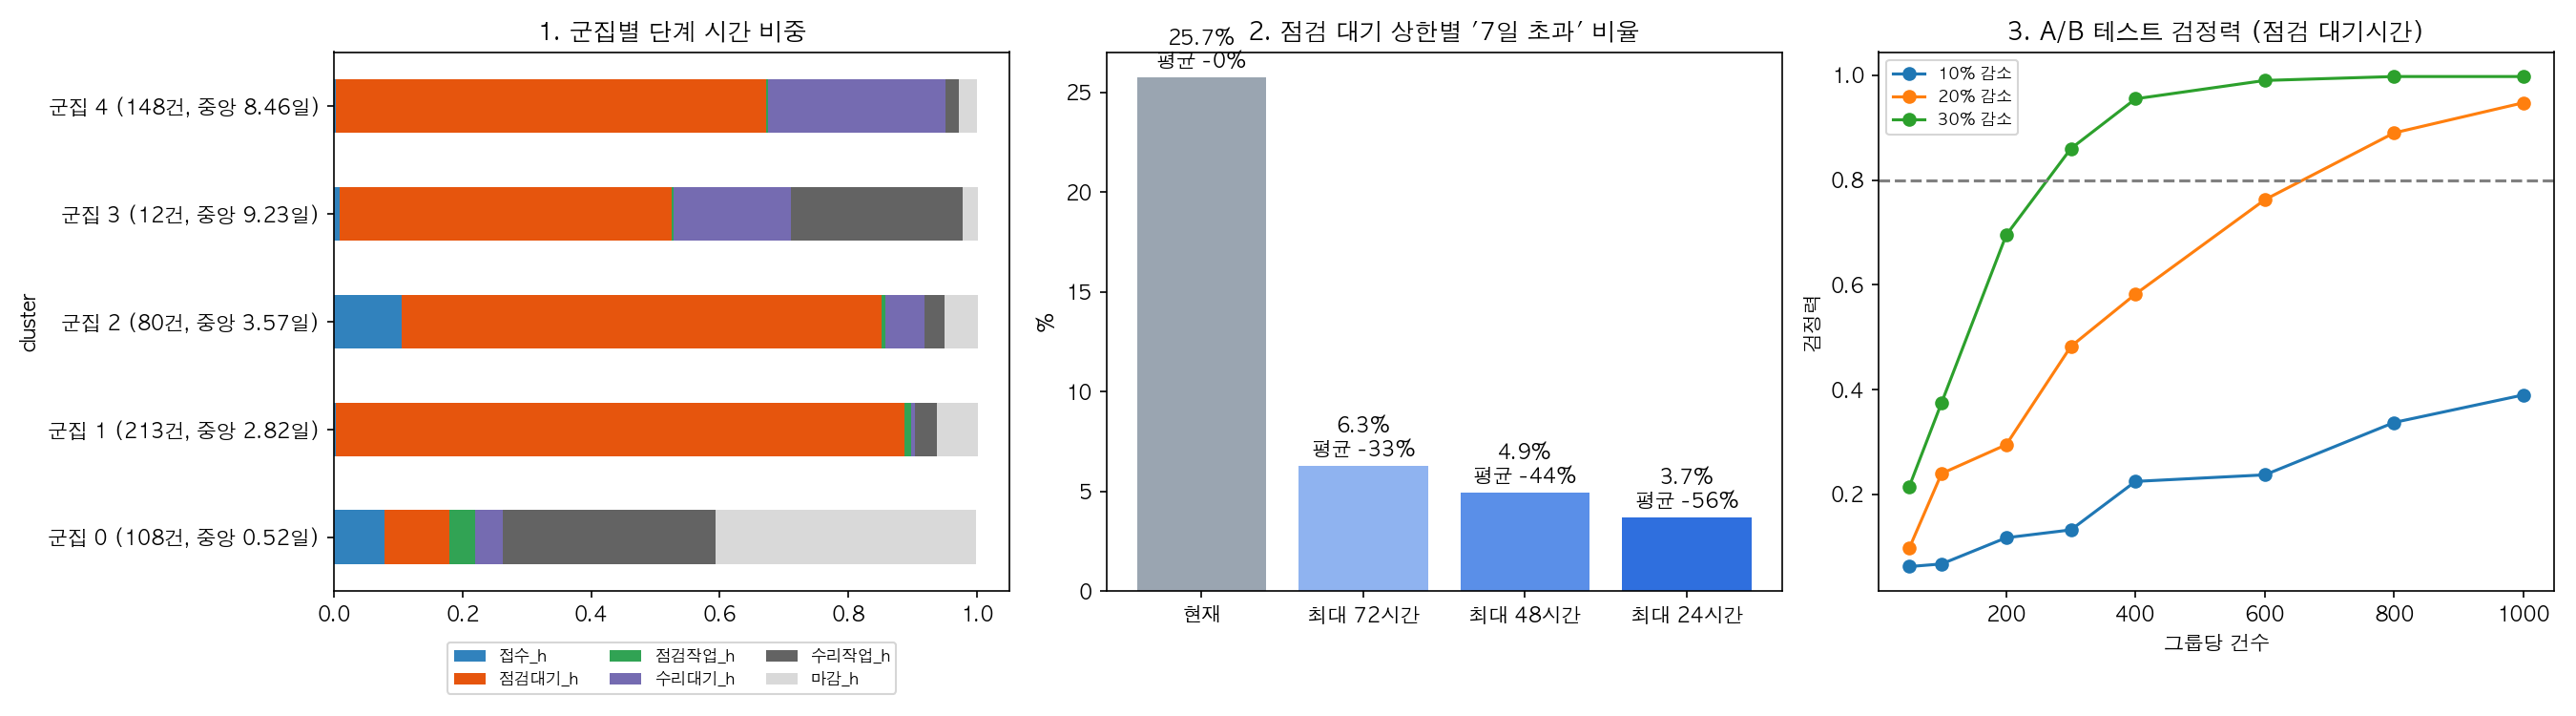 1. 군집별 단계 시간 비중
cluster
군집 4 (148건, 중앙 8.46일)
군집 3 (12건, 중앙 9.23일)
군집 2 (80건, 중앙 3.57일)
군집 1 (213건, 중앙 2.82일)
군집 0 (108건, 중앙 0.52일)
0.0 0.2 0.4 0.6 0.8 1.0
접수_h 점검작업_h 수리작업_h
점검대기_h 수리대기_h 마감_h
2. 점검 대기 상한별 '7일 초과' 비율
%
25
20
15
10
5
0
25.7%
평균 -0%
6.3%
평균 -33%
4.9%
평균 -44%
3.7%
평균 -56%
현재 최대 72시간 최대 48시간 최대 24시간
3. A/B 테스트 검정력 (점검 대기시간)
10% 감소
20% 감소
30% 감소
검정력
1.0
0.8
0.6
0.4
0.2
200 400 600 800 1000
그룹당 건수